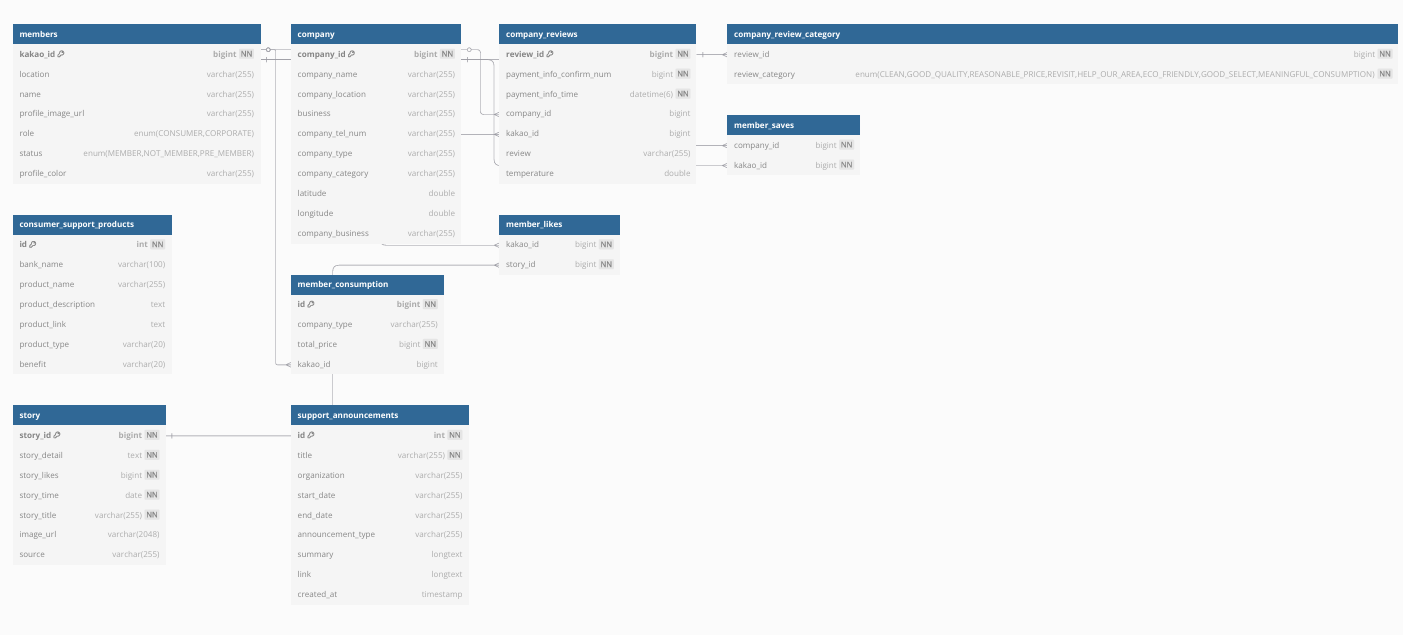 members
kakao_id bigint NN
location varchar(255)
name varchar(255)
profile_image_url varchar(255)
role enum(CONSUMER,CORPORATE)
status enum(MEMBER,NOT_MEMBER,PRE_MEMBER)
profile_color varchar(255)
company
company_id bigint NN
company_name varchar(255)
company_location varchar(255)
business varchar(255)
company_tel_num varchar(255)
company_type varchar(255)
company_category varchar(255)
latitude double
longitude double
company_business varchar(255)
company_reviews
review_id bigint NN
payment_info_confirm_num bigint NN
payment_info_time datetime(6) NN
company_id bigint
kakao_id bigint
review varchar(255)
temperature double
company_review_category
review_id bigint NN
review_category enum(CLEAN,GOOD_QUALITY,REASONABLE_PRICE,REVISIT,HELP_OUR_AREA,ECO_FRIENDLY,GOOD_SELECT,MEANINGFUL_CONSUMPTION) NN
member_saves
company_id bigint NN
kakao_id bigint NN
consumer_support_products
id int NN
bank_name varchar(100)
product_name varchar(255)
product_description text
product_link text
product_type varchar(20)
benefit varchar(20)
member_likes
kakao_id bigint NN
story_id bigint NN
member_consumption
id bigint NN
company_type varchar(255)
total_price bigint NN
kakao_id bigint
story
story_id bigint NN
story_detail text NN
story_likes bigint NN
story_time date NN
story_title varchar(255) NN
image_url varchar(2048)
source varchar(255)
support_announcements
id int NN
title varchar(255) NN
organization varchar(255)
start_date varchar(255)
end_date varchar(255)
announcement_type varchar(255)
summary longtext
link longtext
created_at timestamp